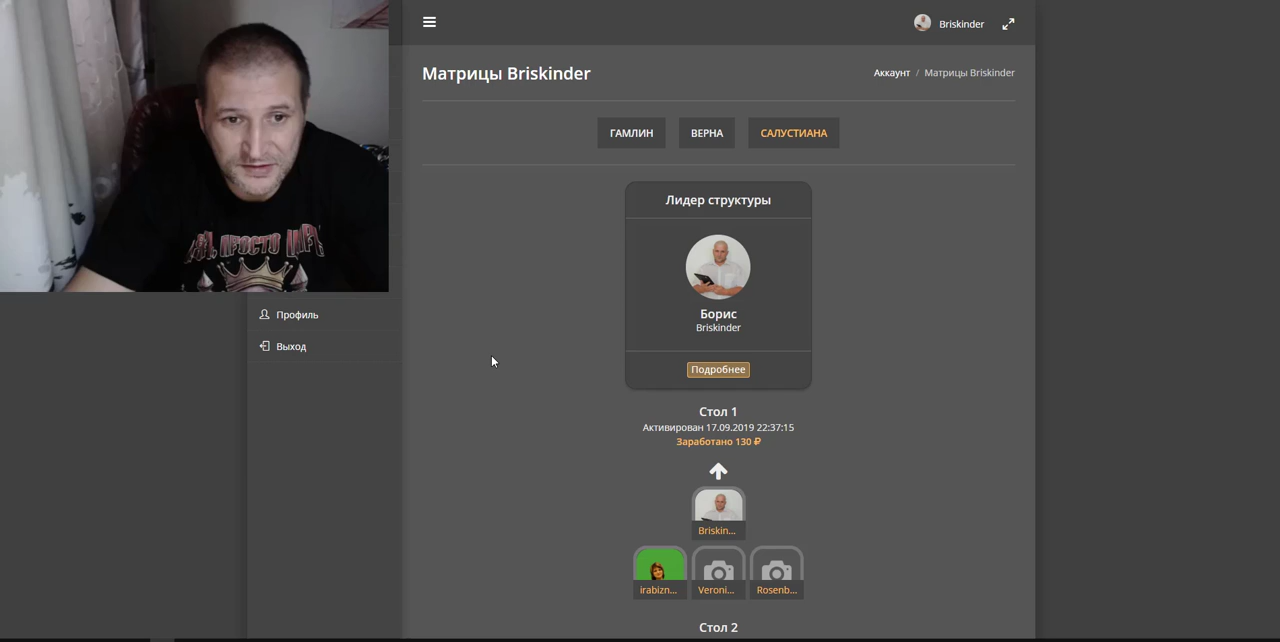 Briskinder
Матрицы Briskinder
Аккаунт / Матрицы Briskinder
ГАМЛИН
ВЕРНА
САЛУСТИАНА
Лидер структуры
Борис
Briskinder
Подробнее
Профиль
Выход
Стол 1
Активирован 17.09.2019 22:37:15
Заработано 130 ₽
Briskin...
irabizn...
Veroni...
Rosenb...
Стол 2
ПРОСТО